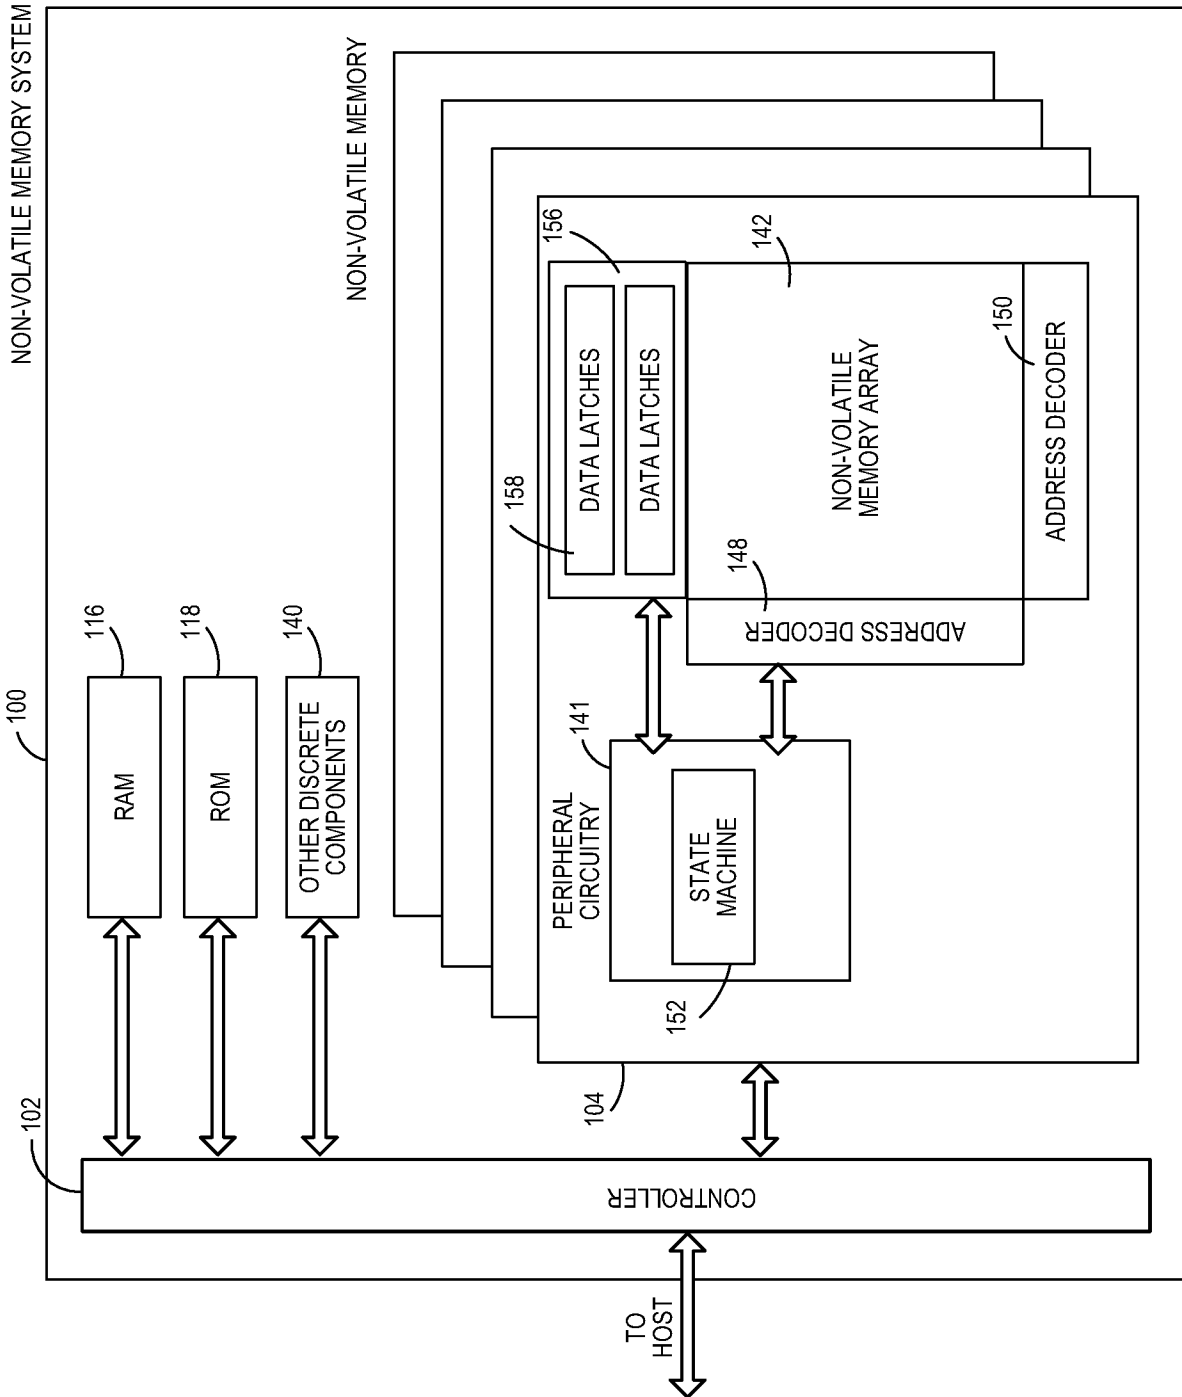 NON-VOLATILE MEMORY SYSTEM
100
102
RAM
116
ROM
118
OTHER DISCRETE
COMPONENTS
140
NON-VOLATILE MEMORY
TO
HOST
CONTROLLER
104
PERIPHERAL
CIRCUITRY
141
STATE
MACHINE
152
156
DATA LATCHES
158
DATA LATCHES
ADDRESS DECODER
148
NON-VOLATILE
MEMORY ARRAY
142
ADDRESS DECODER
150